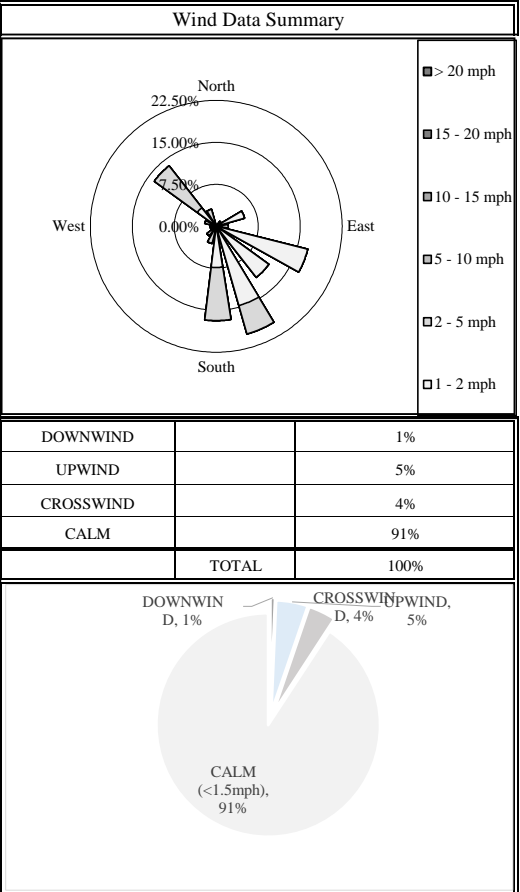 Wind Data Summary
North
22.50%
15.00%
7.50%
0.00%
West
East
South
> 20 mph
15 - 20 mph
10 - 15 mph
5 - 10 mph
2 - 5 mph
1 - 2 mph
DOWNWIND 1%
UPWIND 5%
CROSSWIND 4%
CALM 91%
TOTAL 100%
DOWNWIN
D, 1%
CROSSWIN
D, 4%
UPWIND,
5%
CALM
(<1.5mph),
91%